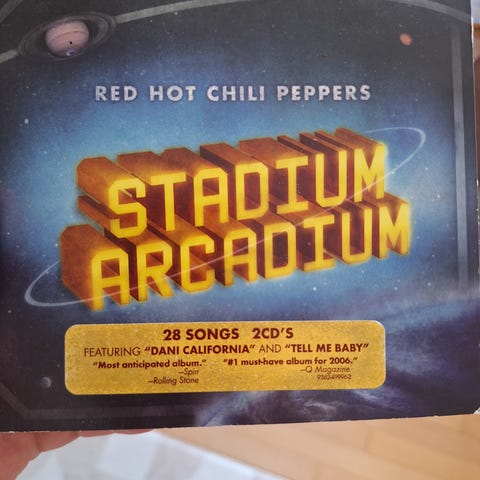 RED HOT CHILI PEPPERS
STADIUM
ARCADIUM
28 SONGS 2CD'S
FEATURING "DANI CALIFORNIA" AND "TELL ME BABY"
"Most anticipated album." "#1 must-have album for 2006."
—Spin —Q Magazine
—Rolling Stone 9362499962